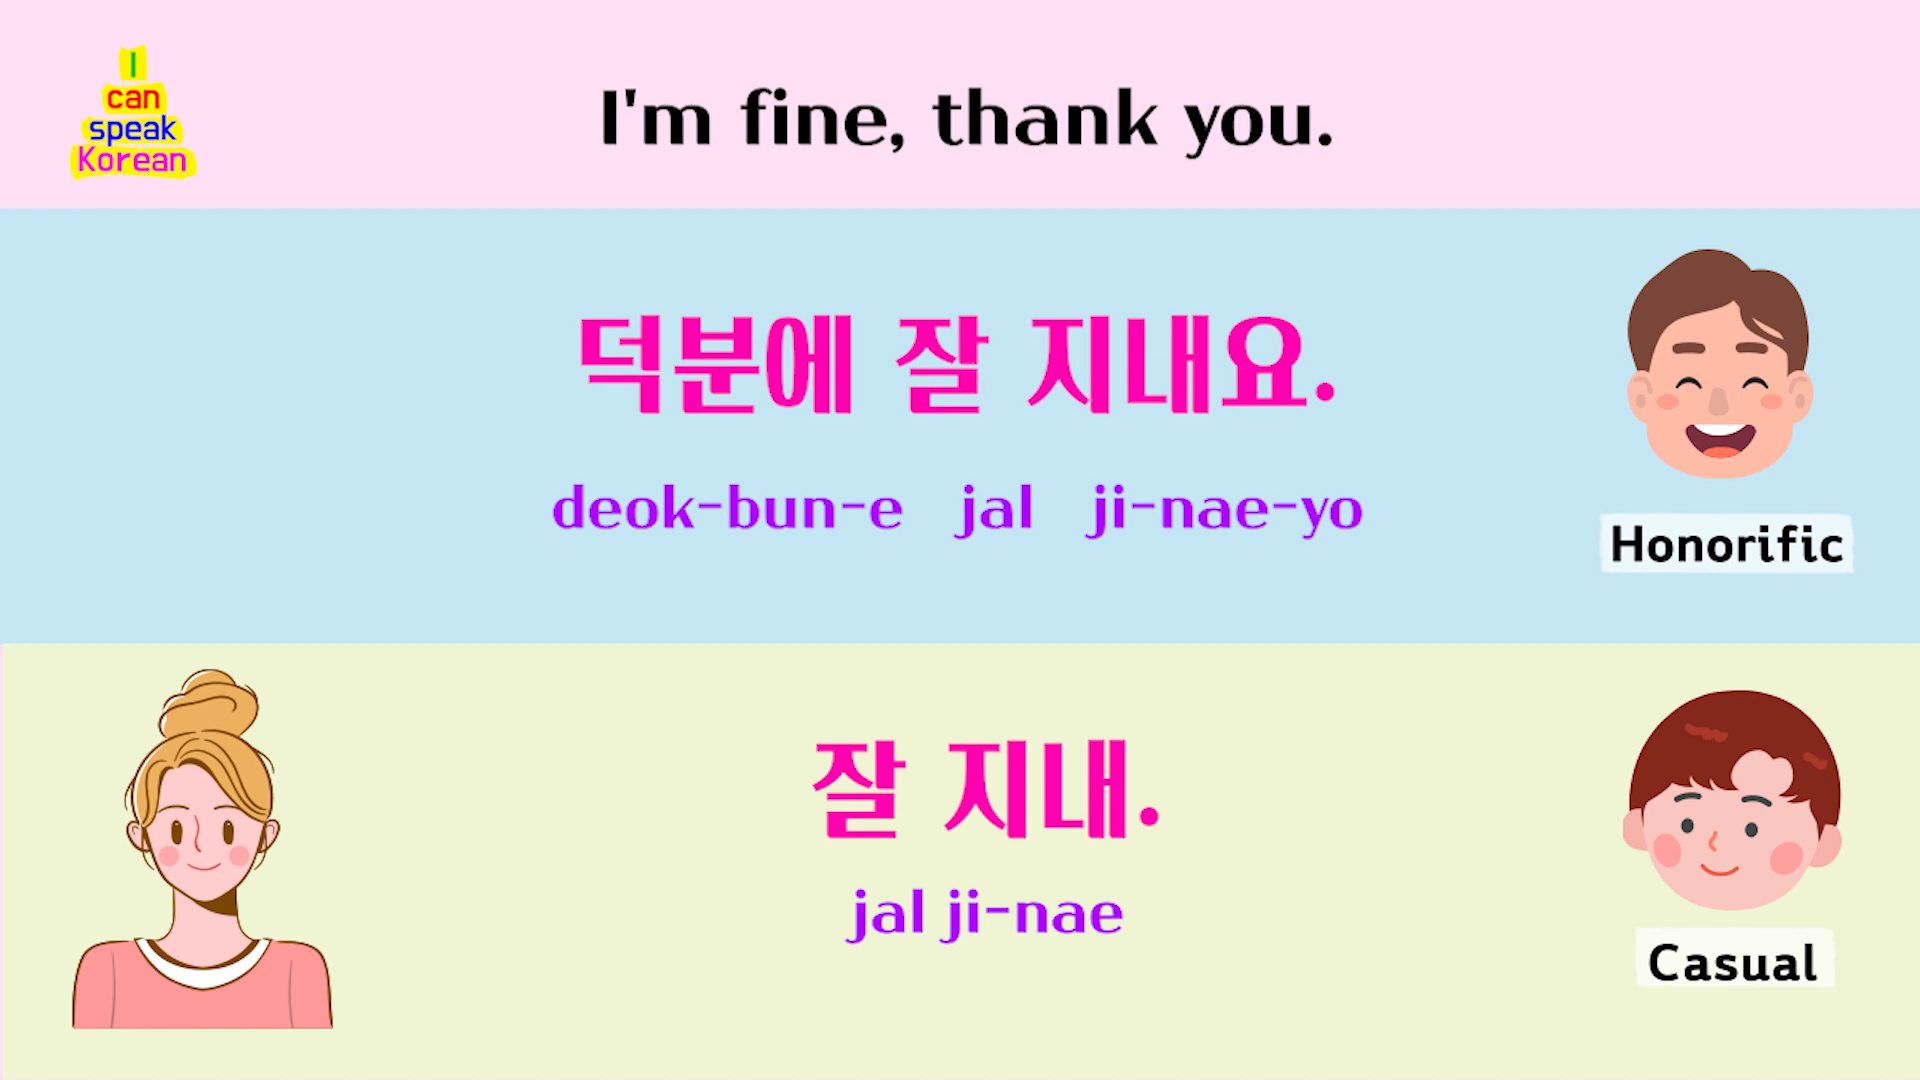 I
can
speak
Korean
I'm fine, thank you.
덕분에 잘 지내요.
deok-bun-e jal ji-nae-yo
Honorific
잘 지내.
jal ji-nae
Casual